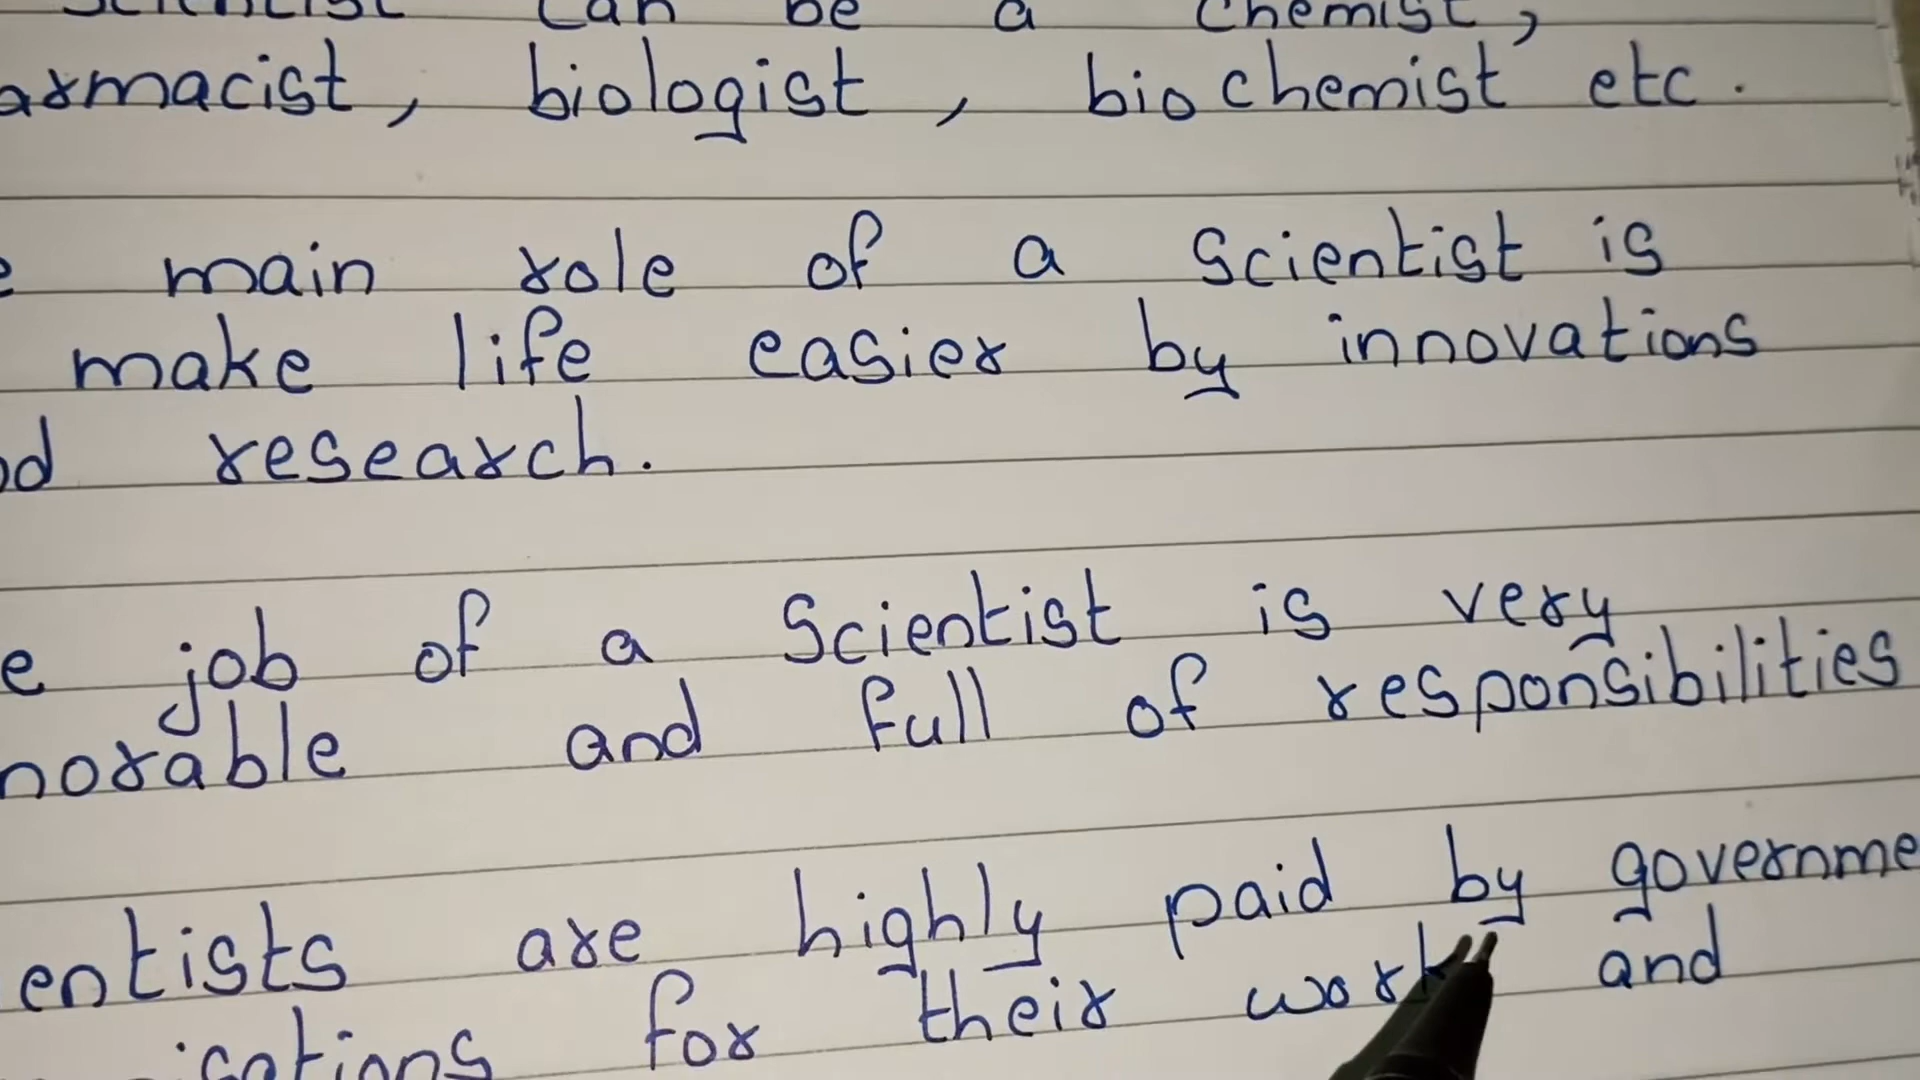 can be a chemist,
armacist, biologist, biochemist etc.
e main role of a Scientist is
make life easier by innovations
d research.
e job of a Scientist is very
norable and full of responsibilities
entists are highly paid by governme
for their work and